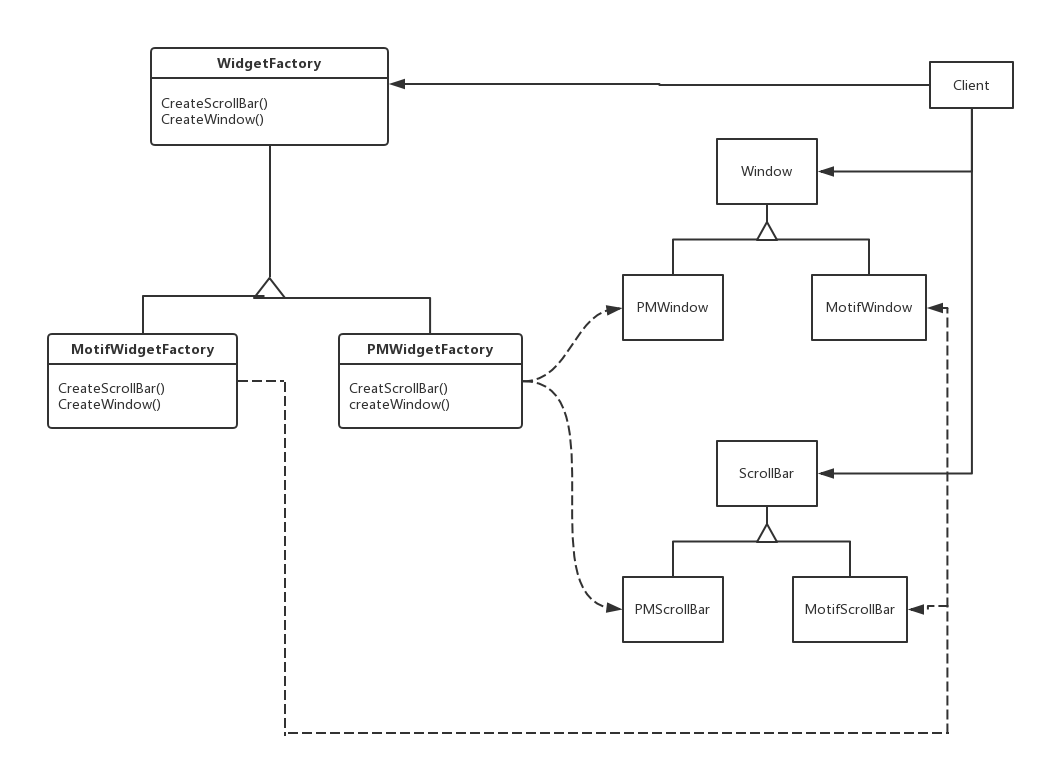 WidgetFactory
CreateScrollBar()
CreateWindow()
Client
Window
PMWindow
MotifWindow
MotifWidgetFactory
CreateScrollBar()
CreateWindow()
PMWidgetFactory
CreatScrollBar()
createWindow()
ScrollBar
PMScrollBar
MotifScrollBar